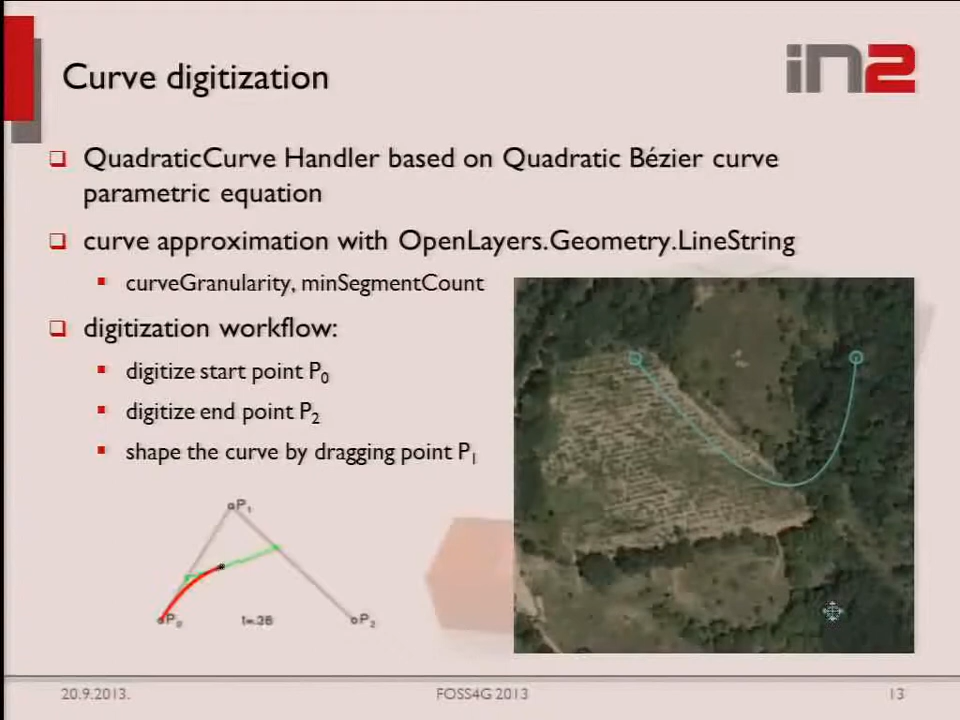 Curve digitization
in2
QuadraticCurve Handler based on Quadratic Bézier curve
parametric equation
curve approximation with OpenLayers.Geometry.LineString
curveGranularity, minSegmentCount
digitization workflow:
digitize start point P0
digitize end point P2
shape the curve by dragging point P1
P1
P0
t=.36
P2
20.9.2013.
FOSS4G 2013
13